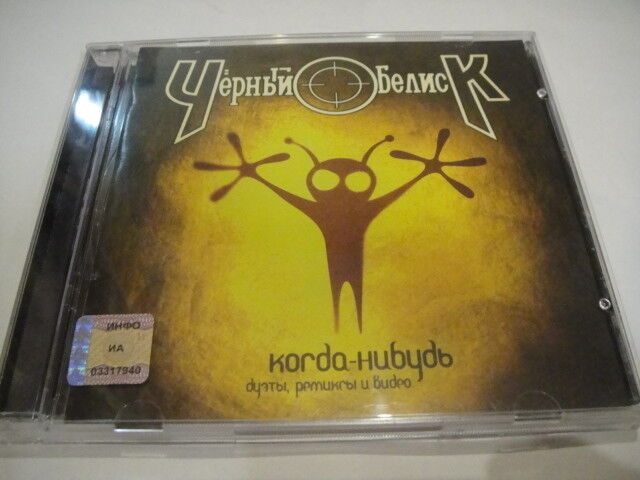 Чёрный Обелиск
ИНФО
ИА
03317940
когда-нибудь
дуэты, ремиксы и видео